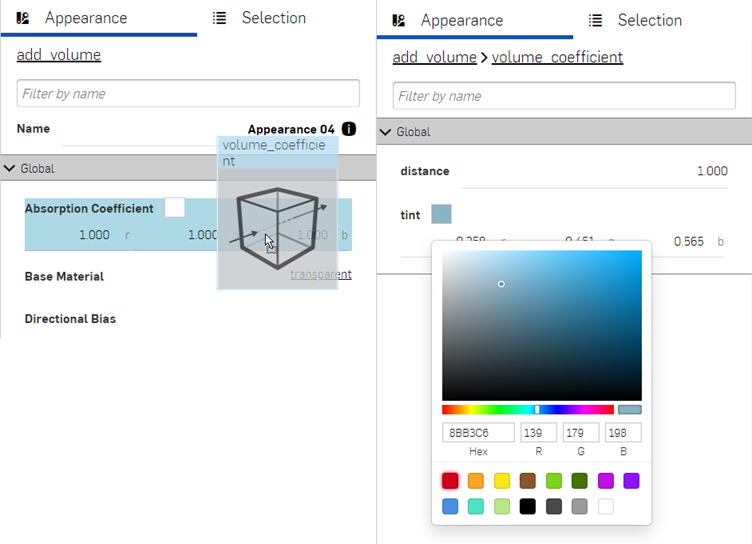 Appearance
Selection
add_volume
Filter by name
Name
Appearance 04
volume_coefficie
nt
Global
Absorption Coefficient
1.000 r 1.000 1.000 b
Base Material
transparent
Directional Bias
Appearance
Selection
add_volume > volume_coefficient
Filter by name
Global
distance
1.000
tint
0.258 r 0.451 g 0.565 b
8BB3C6 139 179 198
Hex R G B